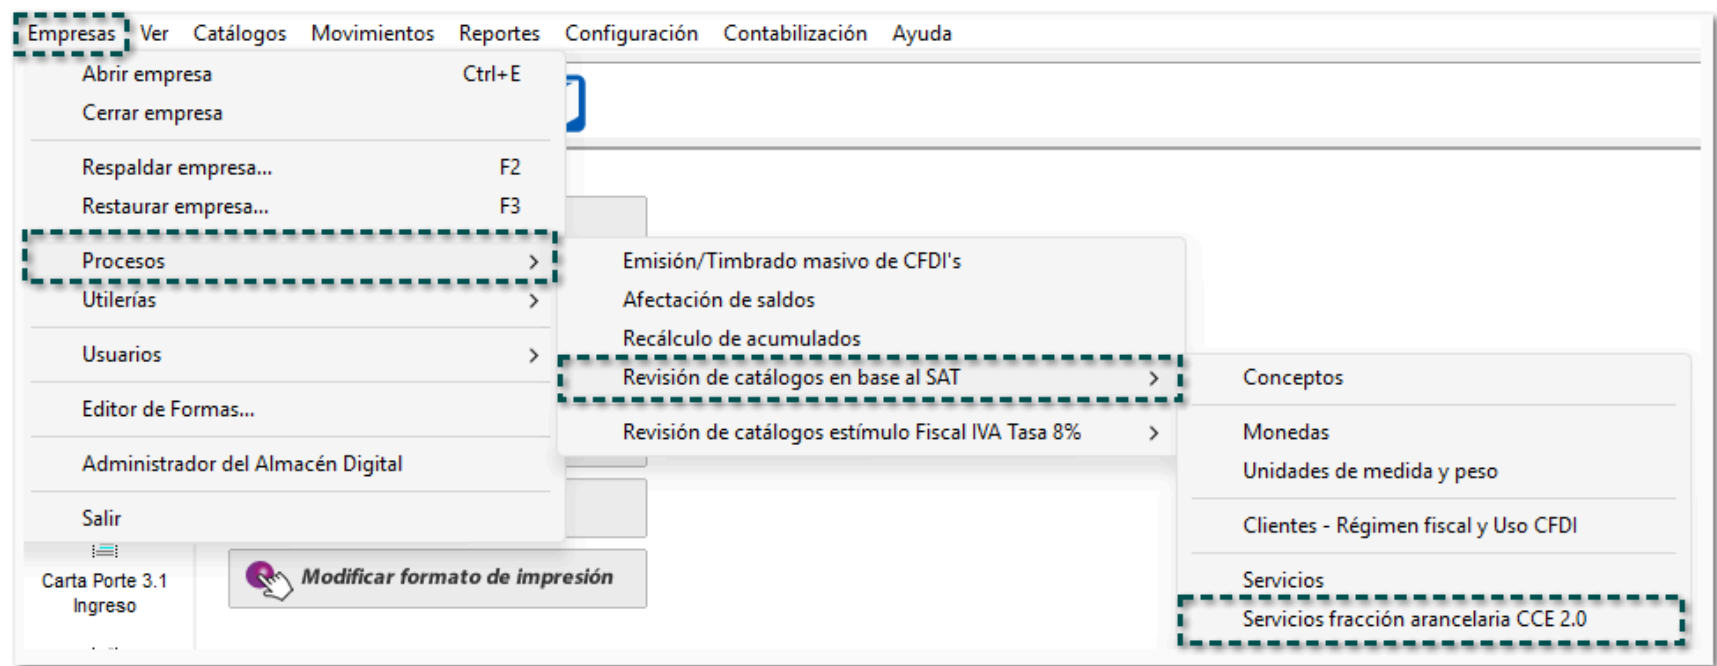 Empresas Ver Catálogos Movimientos Reportes Configuración Contabilización Ayuda
Abrir empresa Ctrl+E
Cerrar empresa
Respaldar empresa... F2
Restaurar empresa... F3
Procesos >
Utilerías >
Usuarios >
Editor de Formas...
Administrador del Almacén Digital
Salir
Emisión/Timbrado masivo de CFDI's
Afectación de saldos
Recálculo de acumulados
Revisión de catálogos en base al SAT >
Revisión de catálogos estímulo Fiscal IVA Tasa 8% >
Conceptos
Monedas
Unidades de medida y peso
Clientes - Régimen fiscal y Uso CFDI
Servicios
Servicios fracción arancelaria CCE 2.0
Carta Porte 3.1
Ingreso
Modificar formato de impresión